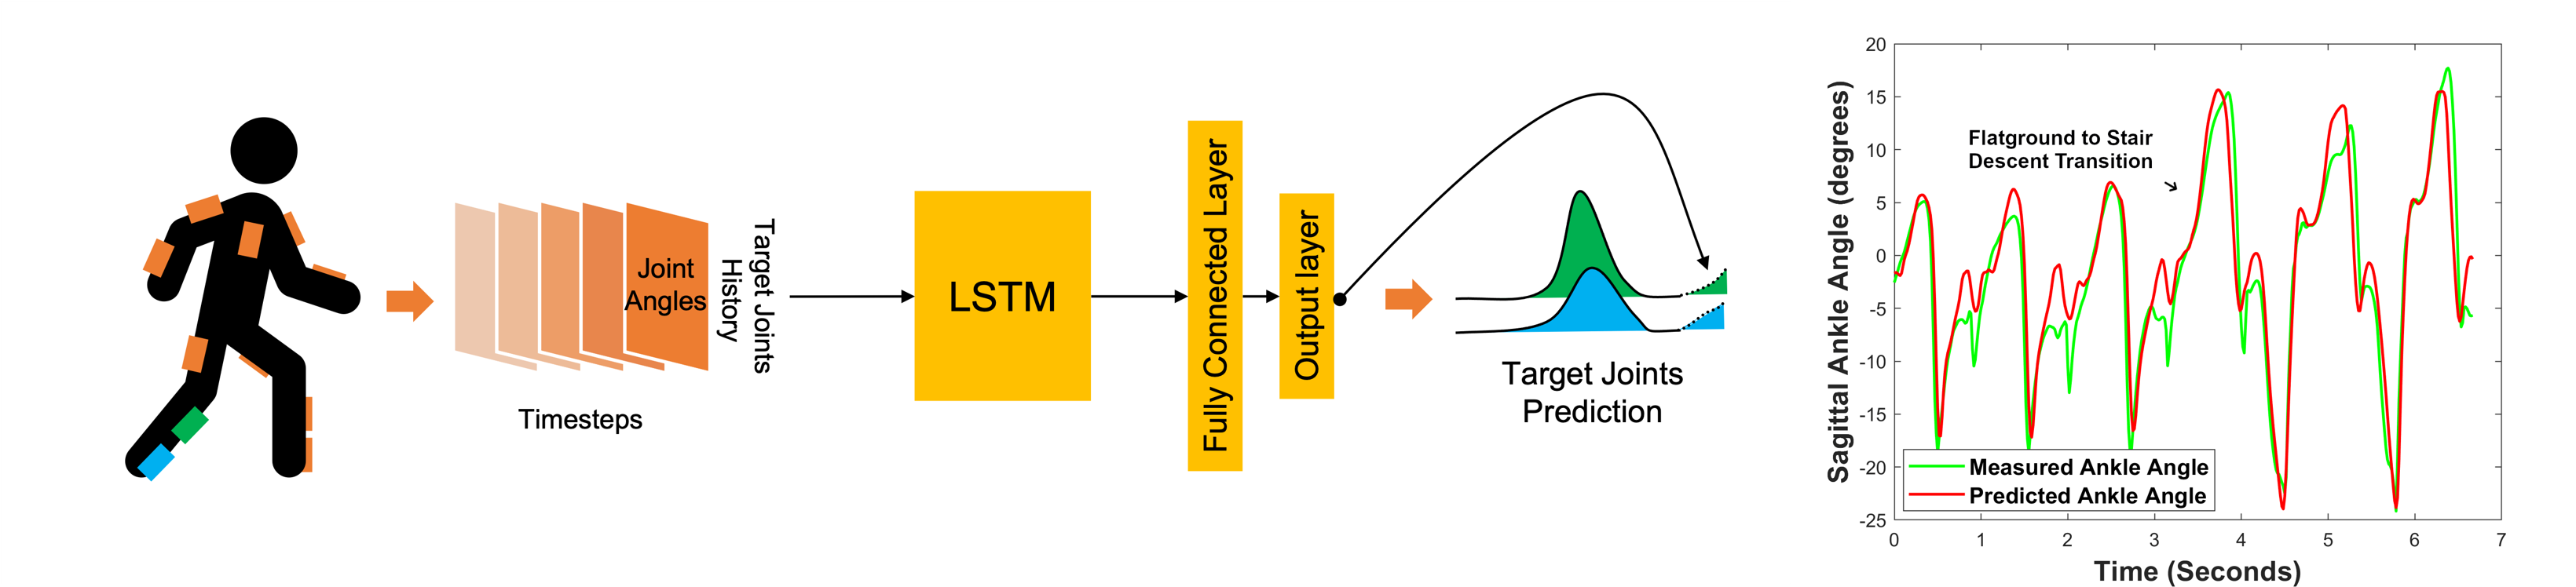 Joint
Angles
Target Joints
History
Timesteps
LSTM
Fully Connected Layer
Output layer
Target Joints
Prediction
Sagittal Ankle Angle (degrees)
20
15
10
5
0
-5
-10
-15
-20
-25
Flatground to Stair
Descent Transition
Measured Ankle Angle
Predicted Ankle Angle
0 1 2 3 4 5 6 7
Time (Seconds)